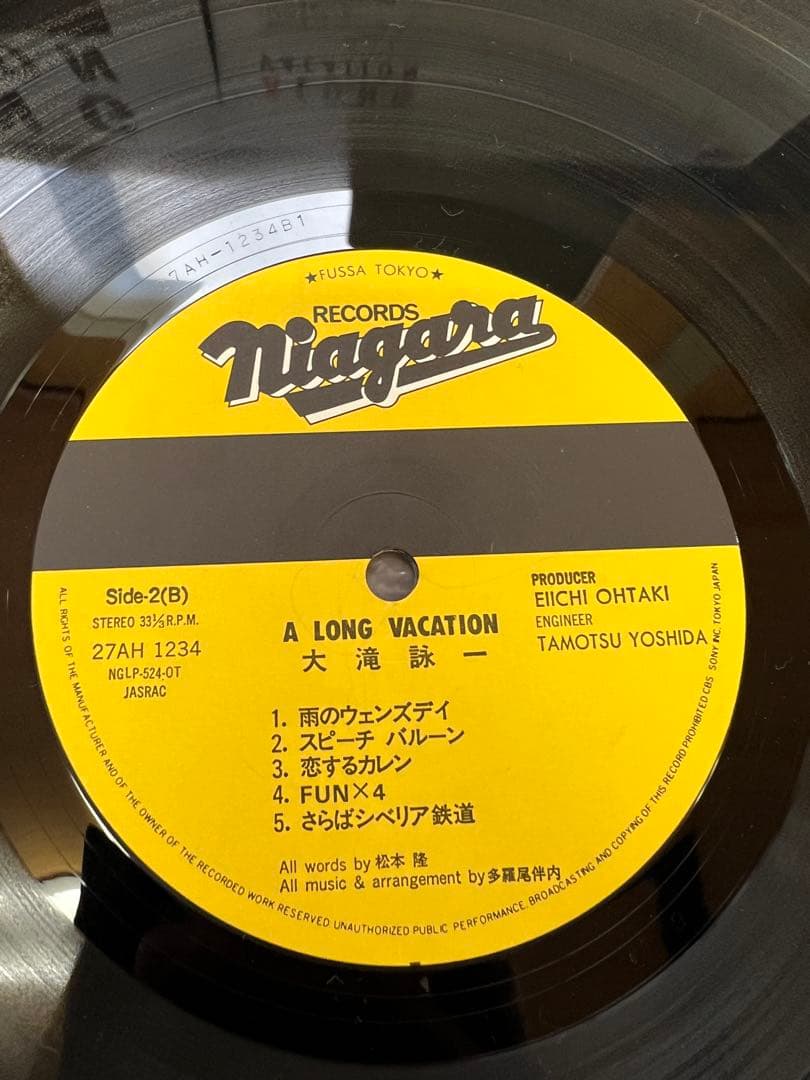 7AH-1234B1
★FUSSA TOKYO★
RECORDS
Niagara
Side-2(B)
STEREO 33⅓ R.P.M.
27AH 1234
NGLP-524-OT
JASRAC
PRODUCER
EIICHI OHTAKI
ENGINEER
TAMOTSU YOSHIDA
A LONG VACATION
大滝詠一
1. 雨のウェンズデイ
2. スピーチ バルーン
3. 恋するカレン
4. FUN×4
5. さらばシベリア鉄道
All words by 松本 隆
All music & arrangement by 多羅尾伴内
ALL RIGHTS OF THE MANUFACTURER AND OF THE OWNER OF THE RECORDED WORK RESERVED UNAUTHORIZED PUBLIC PERFORMANCE, BROADCASTING AND COPYING OF THIS RECORD PROHIBITED CBS/SONY INC. TOKYO JAPAN